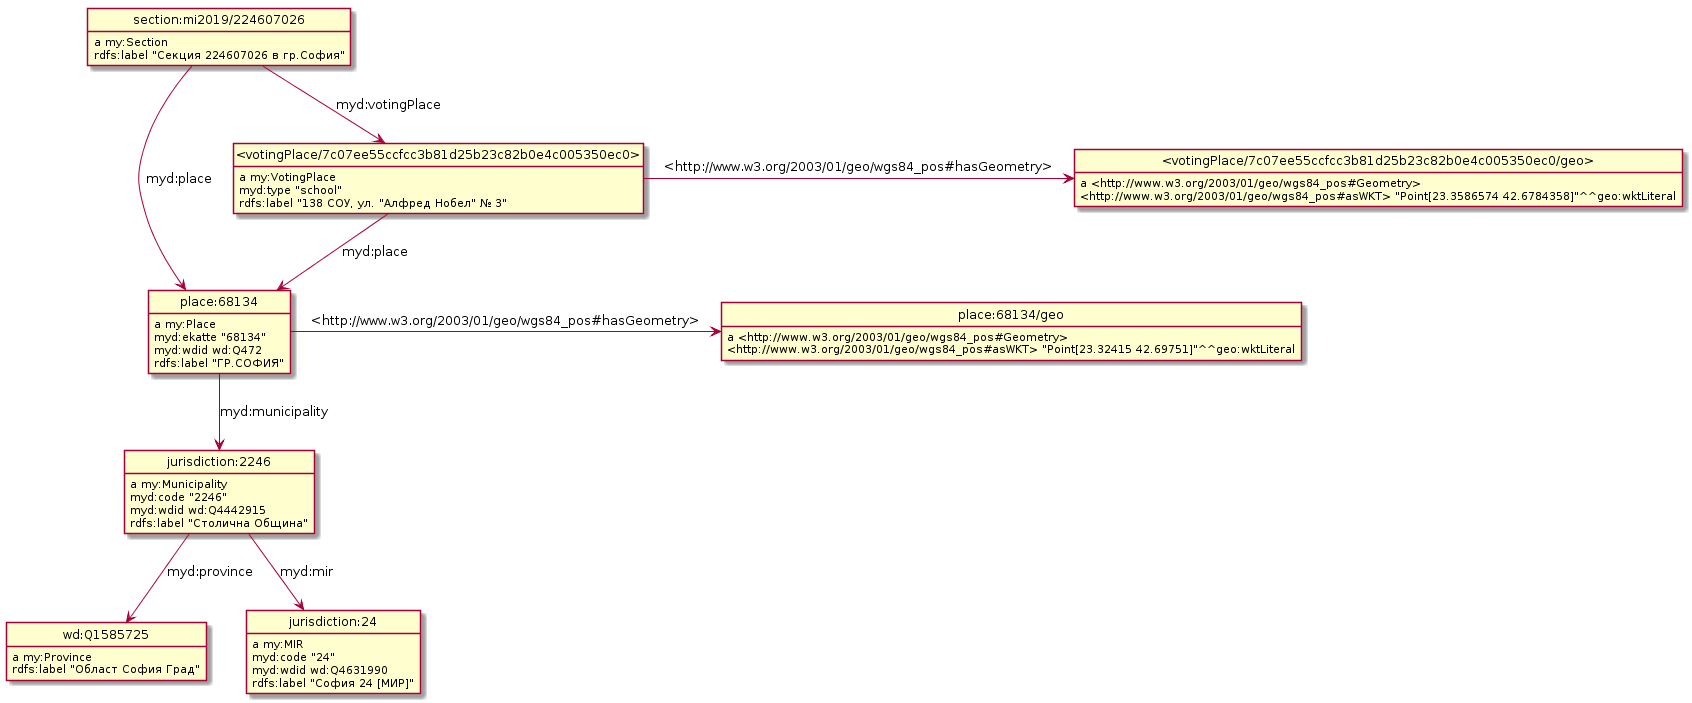 section:mi2019/224607026
a my:Section
rdfs:label "Секция 224607026 в гр.София"
myd:votingPlace
<votingPlace/7c07ee55ccfcc3b81d25b23c82b0e4c005350ec0>
a my:VotingPlace
myd:type "school"
rdfs:label "138 СОУ, ул. "Алфред Нобел" № 3"
<http://www.w3.org/2003/01/geo/wgs84_pos#hasGeometry>
<votingPlace/7c07ee55ccfcc3b81d25b23c82b0e4c005350ec0/geo>
a <http://www.w3.org/2003/01/geo/wgs84_pos#Geometry>
<http://www.w3.org/2003/01/geo/wgs84_pos#asWKT> "Point[23.3586574 42.6784358]"^^geo:wktLiteral
myd:place
myd:place
place:68134
a my:Place
myd:ekatte "68134"
myd:wdid wd:Q472
rdfs:label "ГР.СОФИЯ"
<http://www.w3.org/2003/01/geo/wgs84_pos#hasGeometry>
place:68134/geo
a <http://www.w3.org/2003/01/geo/wgs84_pos#Geometry>
<http://www.w3.org/2003/01/geo/wgs84_pos#asWKT> "Point[23.32415 42.69751]"^^geo:wktLiteral
myd:municipality
jurisdiction:2246
a my:Municipality
myd:code "2246"
myd:wdid wd:Q4442915
rdfs:label "Столична Община"
myd:province
myd:mir
wd:Q1585725
a my:Province
rdfs:label "Област София Град"
jurisdiction:24
a my:MIR
myd:code "24"
myd:wdid wd:Q4631990
rdfs:label "София 24 [МИР]"